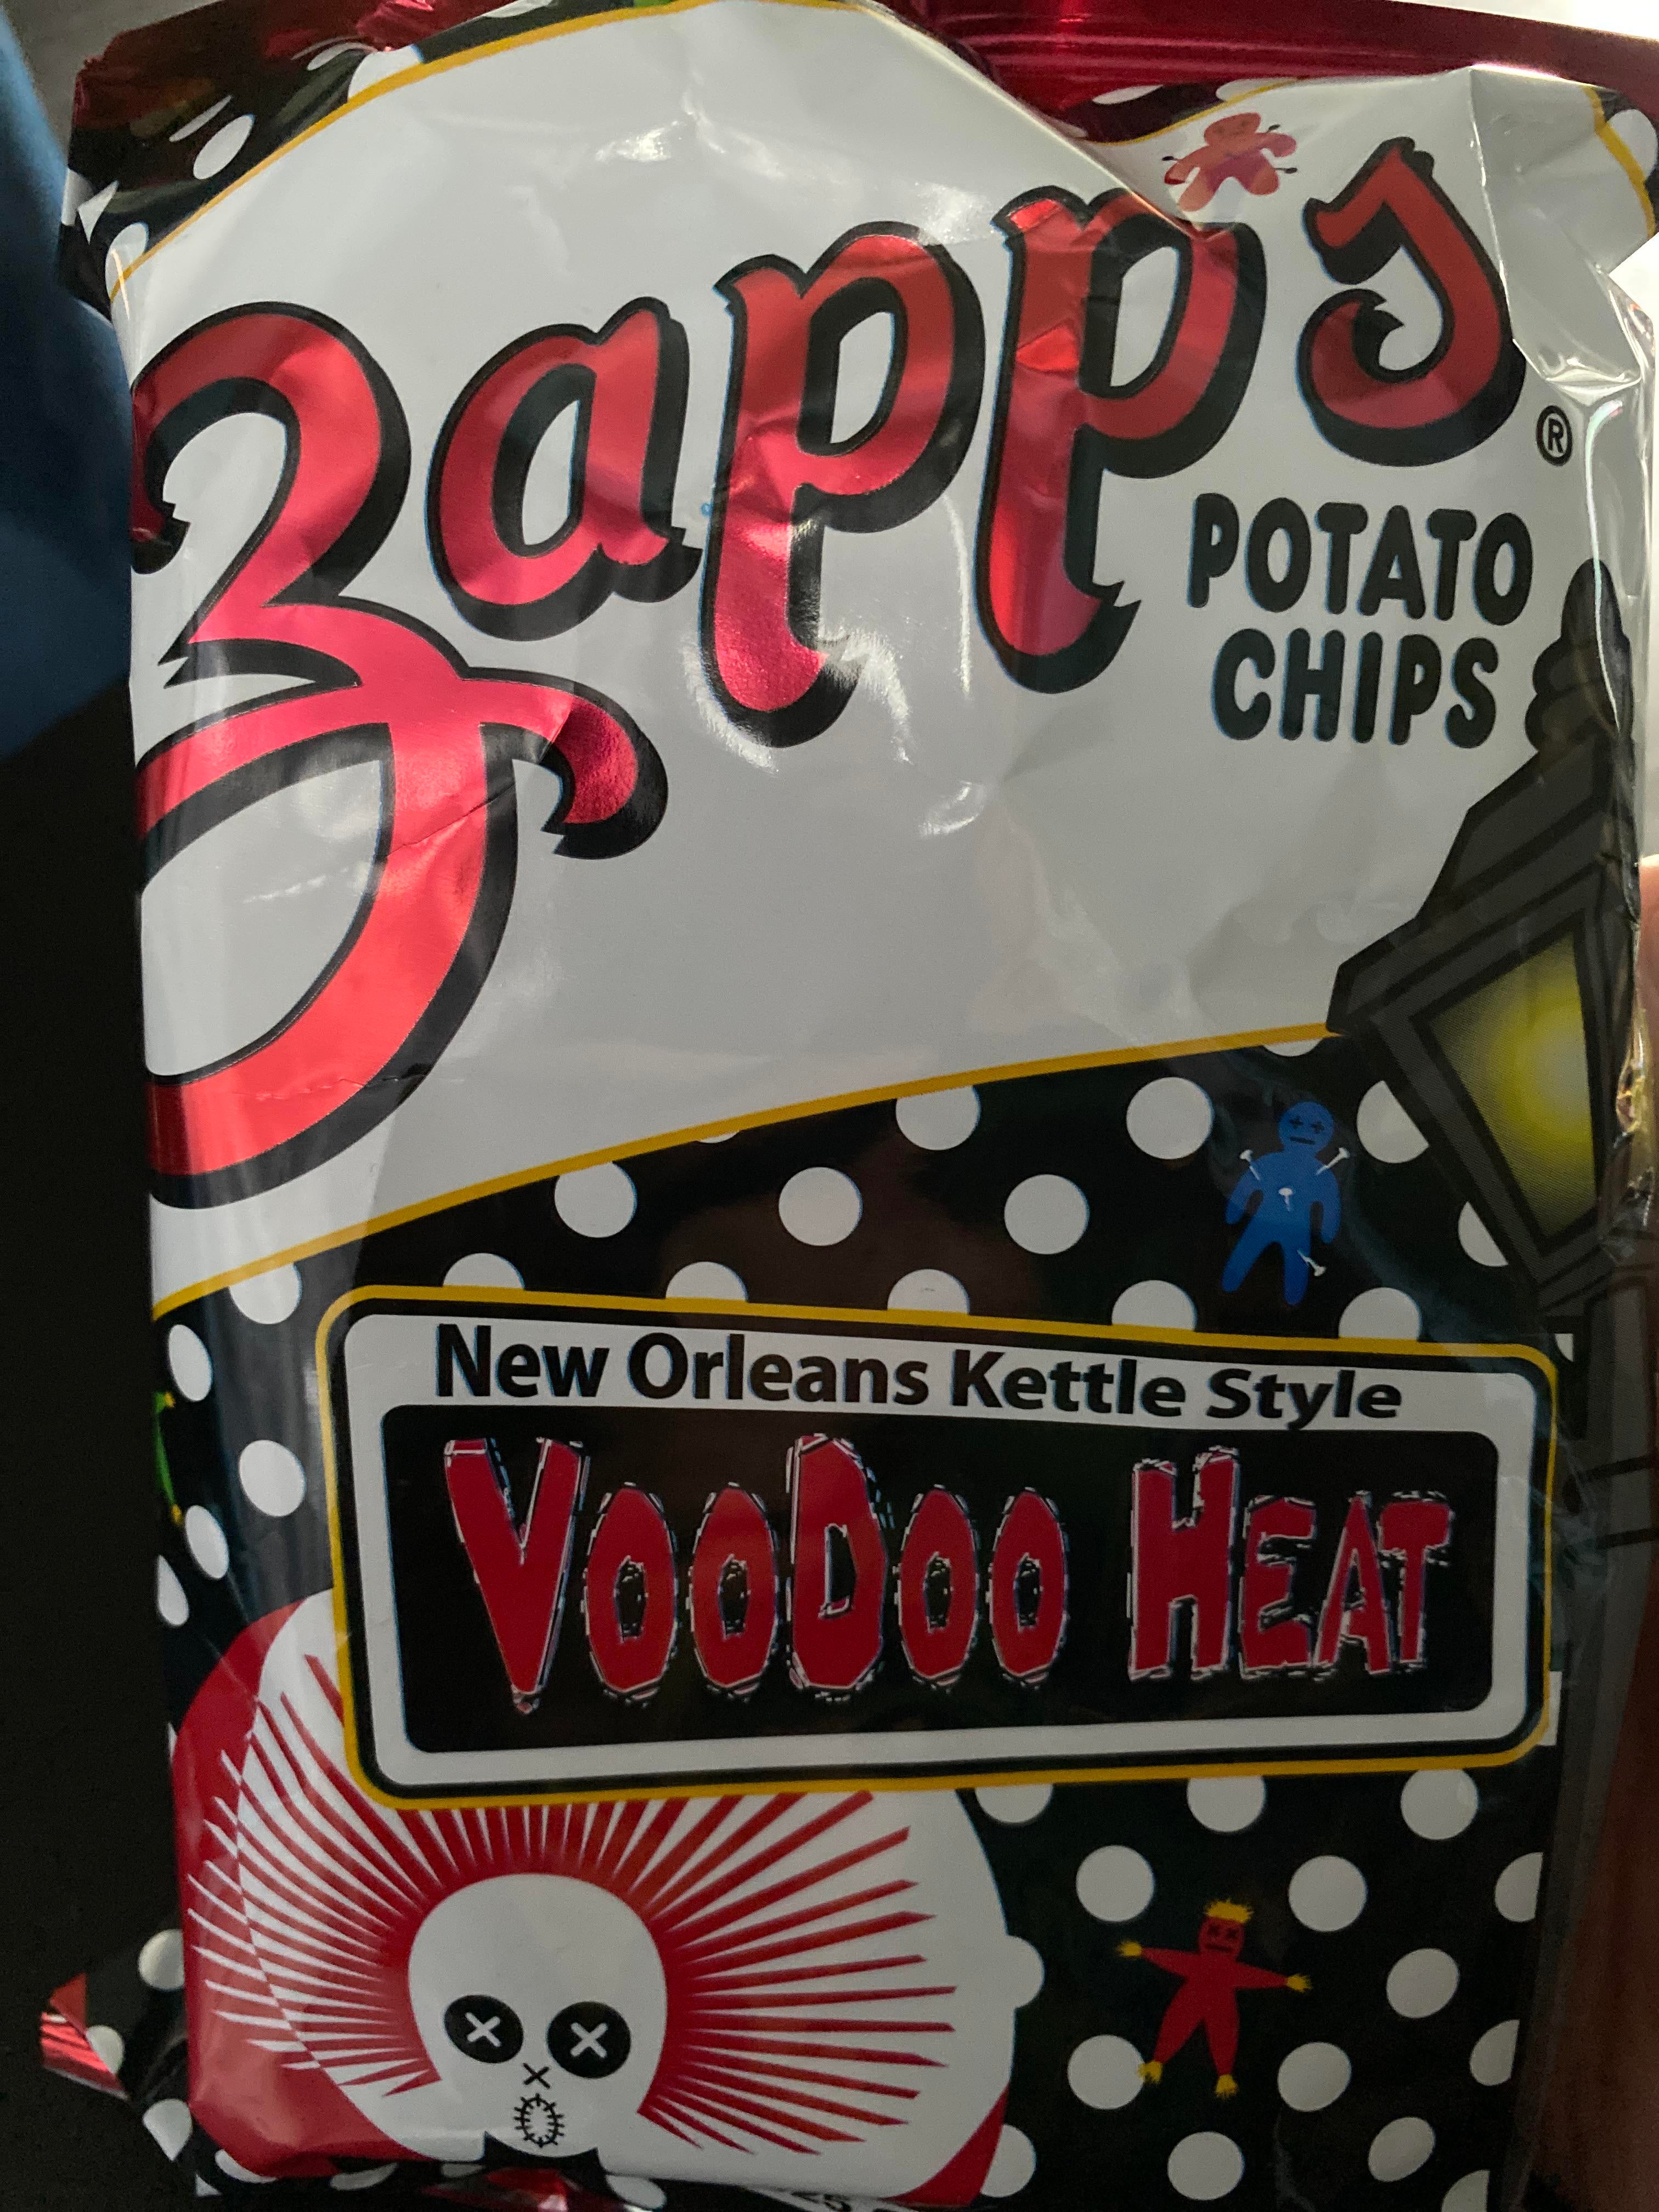 Zapp's®
POTATO
CHIPS
New Orleans Kettle Style
VOODOO HEAT